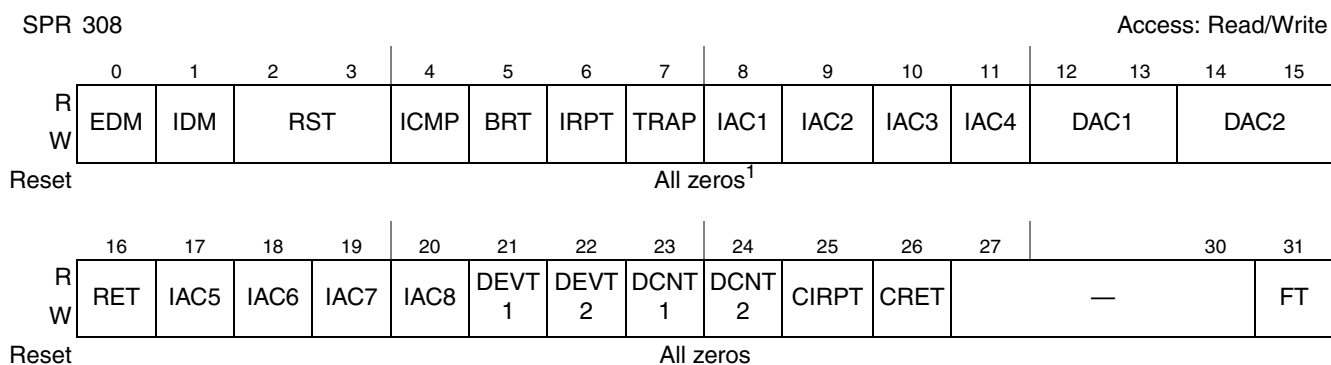 SPR 308 Access: Read/Write
0 1 2 3 4 5 6 7 8 9 10 11 12 13 14 15
R
W
EDM IDM RST ICMP BRT IRPT TRAP IAC1 IAC2 IAC3 IAC4 DAC1 DAC2
Reset All zeros1
16 17 18 19 20 21 22 23 24 25 26 27 30 31
R
W
RET IAC5 IAC6 IAC7 IAC8 DEVT DEVT DCNT DCNT CIRPT CRET — FT
1 2 1 2
Reset All zeros